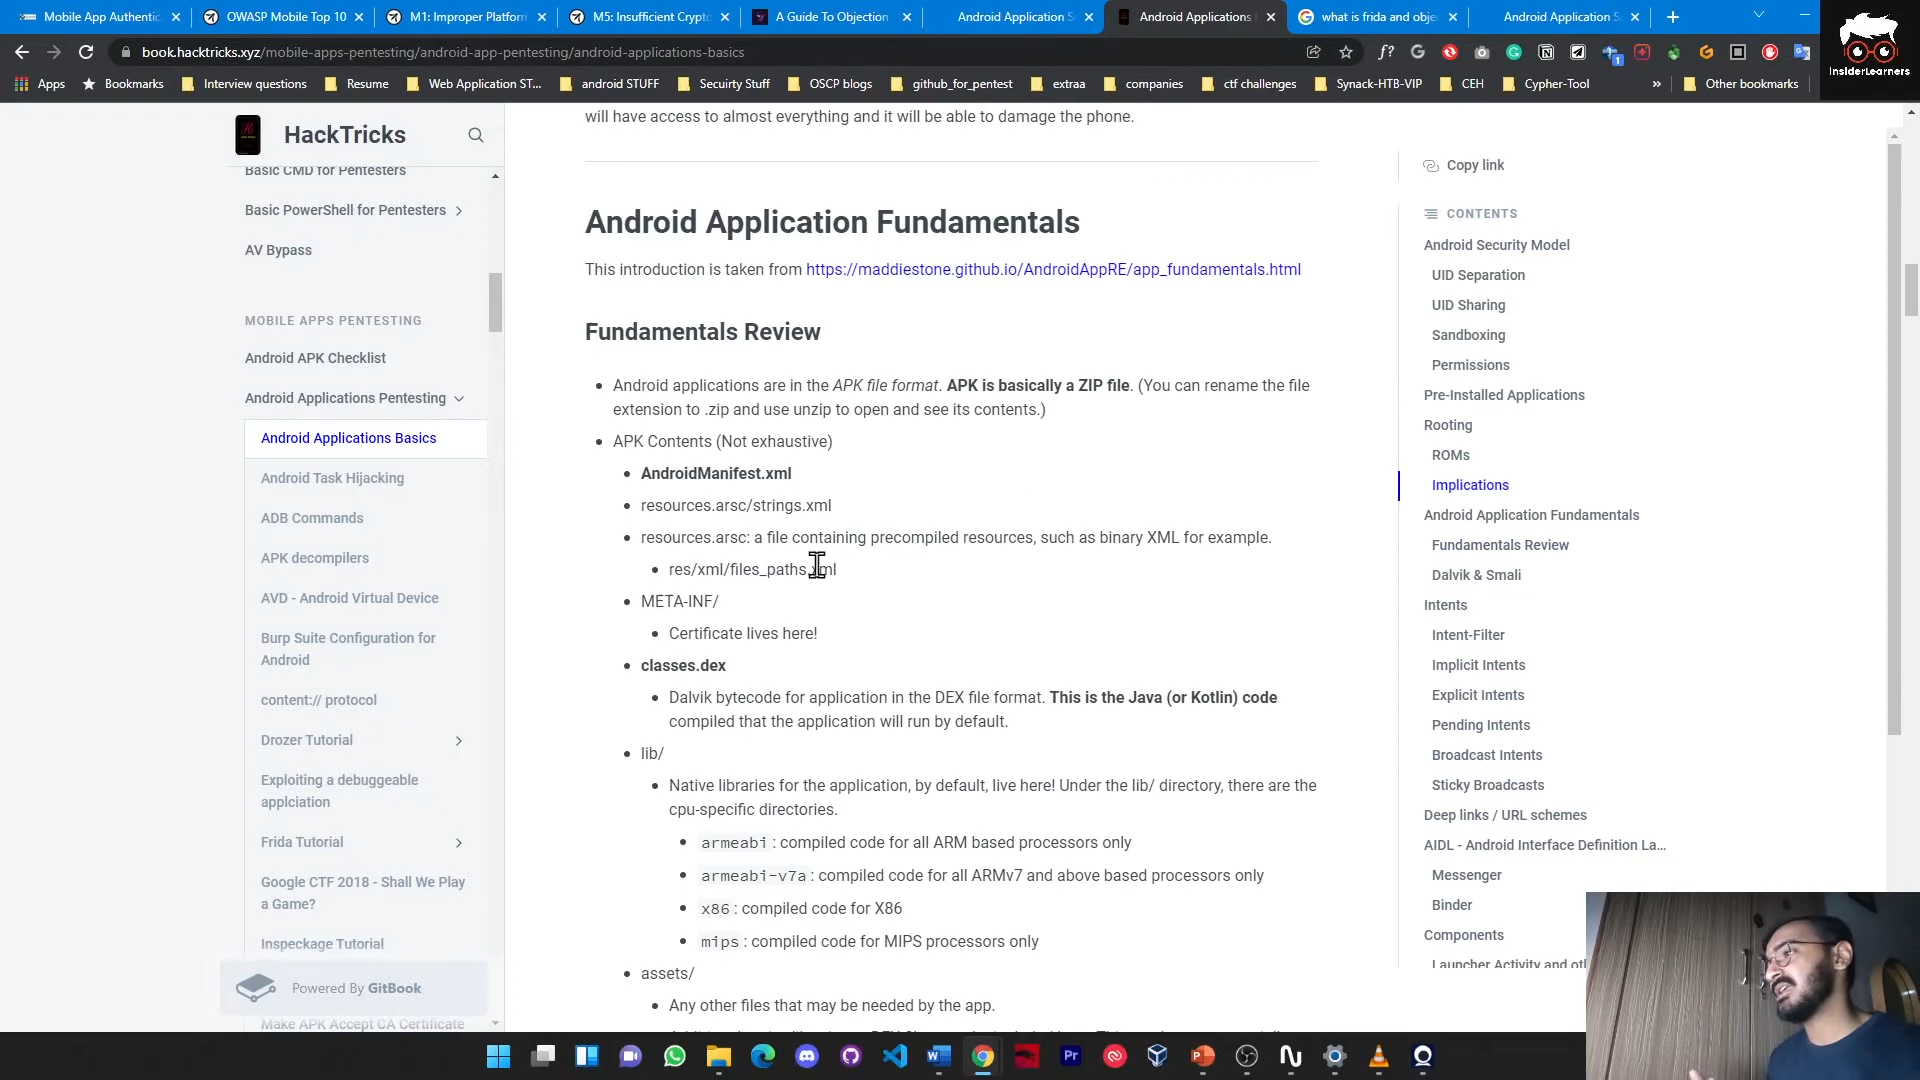 Mobile App Authentic
OWASP Mobile Top 10
M1: Improper Platform
M5: Insufficient Crypto
A Guide To Objection
Android Application S
Android Applications
what is frida and obje
Android Application S
book.hacktricks.xyz/mobile-apps-pentesting/android-app-pentesting/android-applications-basics
Apps
Bookmarks
Interview questions
Resume
Web Application ST...
android STUFF
Secuirty Stuff
OSCP blogs
github_for_pentest
extraa
companies
ctf challenges
Synack-HTB-VIP
CEH
Cypher-Tool
»
Other bookmarks
InsiderLearners
HackTricks
Basic CMD for Pentesters
Basic PowerShell for Pentesters
AV Bypass
MOBILE APPS PENTESTING
Android APK Checklist
Android Applications Pentesting
Android Applications Basics
Android Task Hijacking
ADB Commands
APK decompilers
AVD - Android Virtual Device
Burp Suite Configuration for
Android
content:// protocol
Drozer Tutorial
Exploiting a debuggeable
applciation
Frida Tutorial
Google CTF 2018 - Shall We Play
a Game?
Inspeckage Tutorial
Powered By GitBook
Make APK Accept CA Certificate
will have access to almost everything and it will be able to damage the phone.
Android Application Fundamentals
This introduction is taken from https://maddiestone.github.io/AndroidAppRE/app_fundamentals.html
Fundamentals Review
Android applications are in the APK file format. APK is basically a ZIP file. (You can rename the file
extension to .zip and use unzip to open and see its contents.)
APK Contents (Not exhaustive)
AndroidManifest.xml
resources.arsc/strings.xml
resources.arsc: a file containing precompiled resources, such as binary XML for example.
res/xml/files_paths.xml
META-INF/
Certificate lives here!
classes.dex
Dalvik bytecode for application in the DEX file format. This is the Java (or Kotlin) code
compiled that the application will run by default.
lib/
Native libraries for the application, by default, live here! Under the lib/ directory, there are the
cpu-specific directories.
armeabi: compiled code for all ARM based processors only
armeabi-v7a: compiled code for all ARMv7 and above based processors only
x86: compiled code for X86
mips: compiled code for MIPS processors only
assets/
Any other files that may be needed by the app.
Copy link
CONTENTS
Android Security Model
UID Separation
UID Sharing
Sandboxing
Permissions
Pre-Installed Applications
Rooting
ROMs
Implications
Android Application Fundamentals
Fundamentals Review
Dalvik & Smali
Intents
Intent-Filter
Implicit Intents
Explicit Intents
Pending Intents
Broadcast Intents
Sticky Broadcasts
Deep links / URL schemes
AIDL - Android Interface Definition La...
Messenger
Binder
Components
Launcher Activity and oth